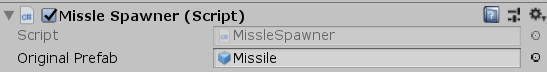 Missle Spawner (Script)
Script MissleSpawner
Original Prefab Missile